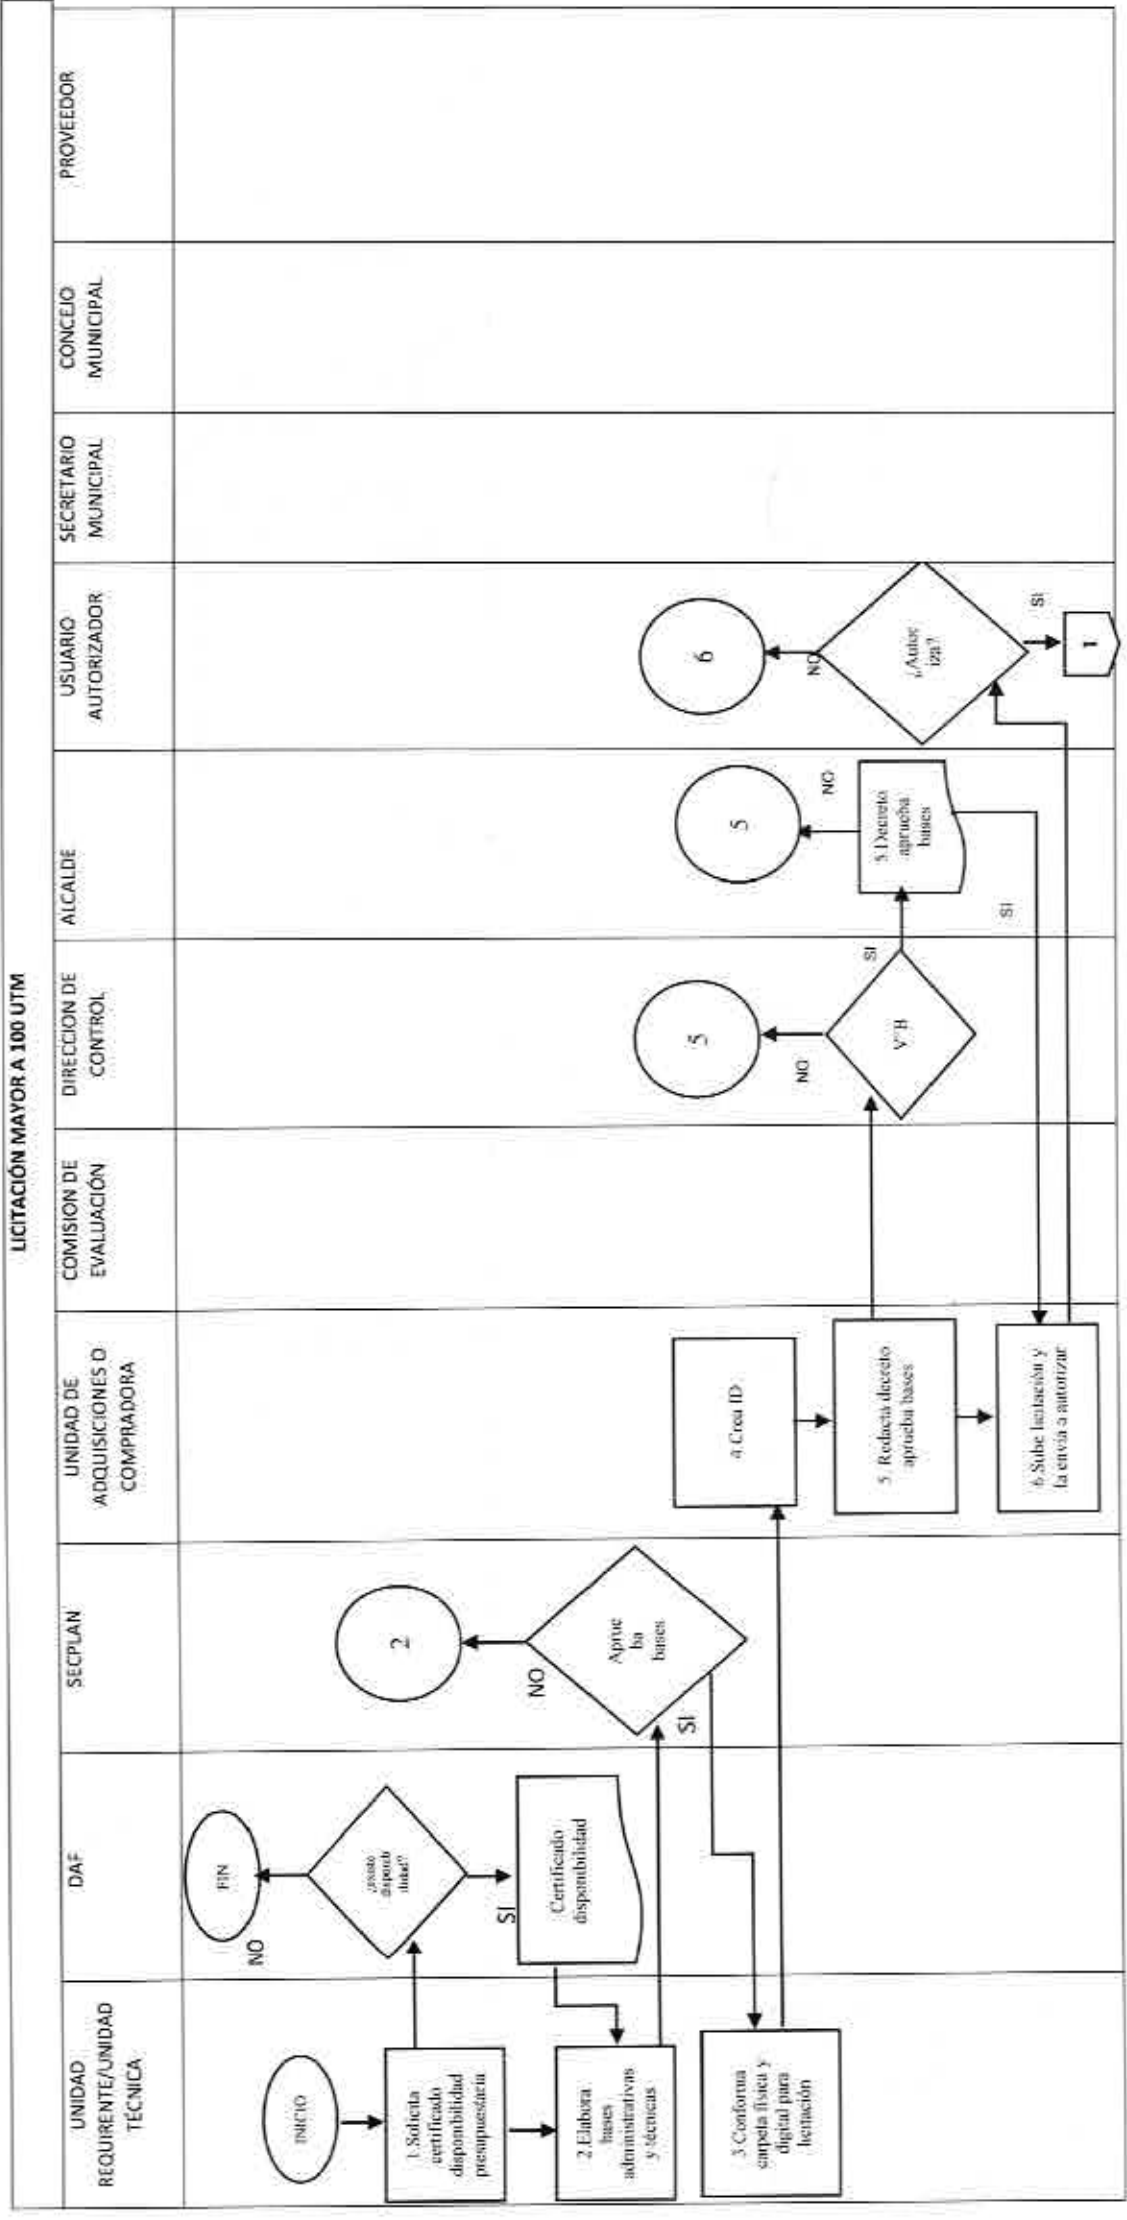 LICITACIÓN MAYOR A 100 UTM
UNIDAD
REQUIRENTE/UNIDAD
TÉCNICA
DAF
SECPLAN
UNIDAD DE
ADQUISICIONES O
COMPRADORA
COMISION DE
EVALUACIÓN
DIRECCION DE
CONTROL
ALCALDE
USUARIO
AUTORIZADOR
SECRETARIO
MUNICIPAL
CONCEJO
MUNICIPAL
PROVEEDOR
INICIO
1.Solicita
certificado
disponibilidad
presupuestaria
2.Elabora
bases
administrativas
y técnicas
3.Conforma
carpeta física y
digital para
licitación
FIN
NO
¿existe
disponib
ilidad?
SI
Certificado
disponibilidad
2
NO
Aprue
ba
bases
SI
4.Crea ID
5. Redacta decreto
aprueba bases
6.Sube licitación y
la envía a autorizar
5
NO
V°B
SI
5
NO
5.Decreto
aprueba
bases
SI
6
NO
¿Autor
iza?
SI
1